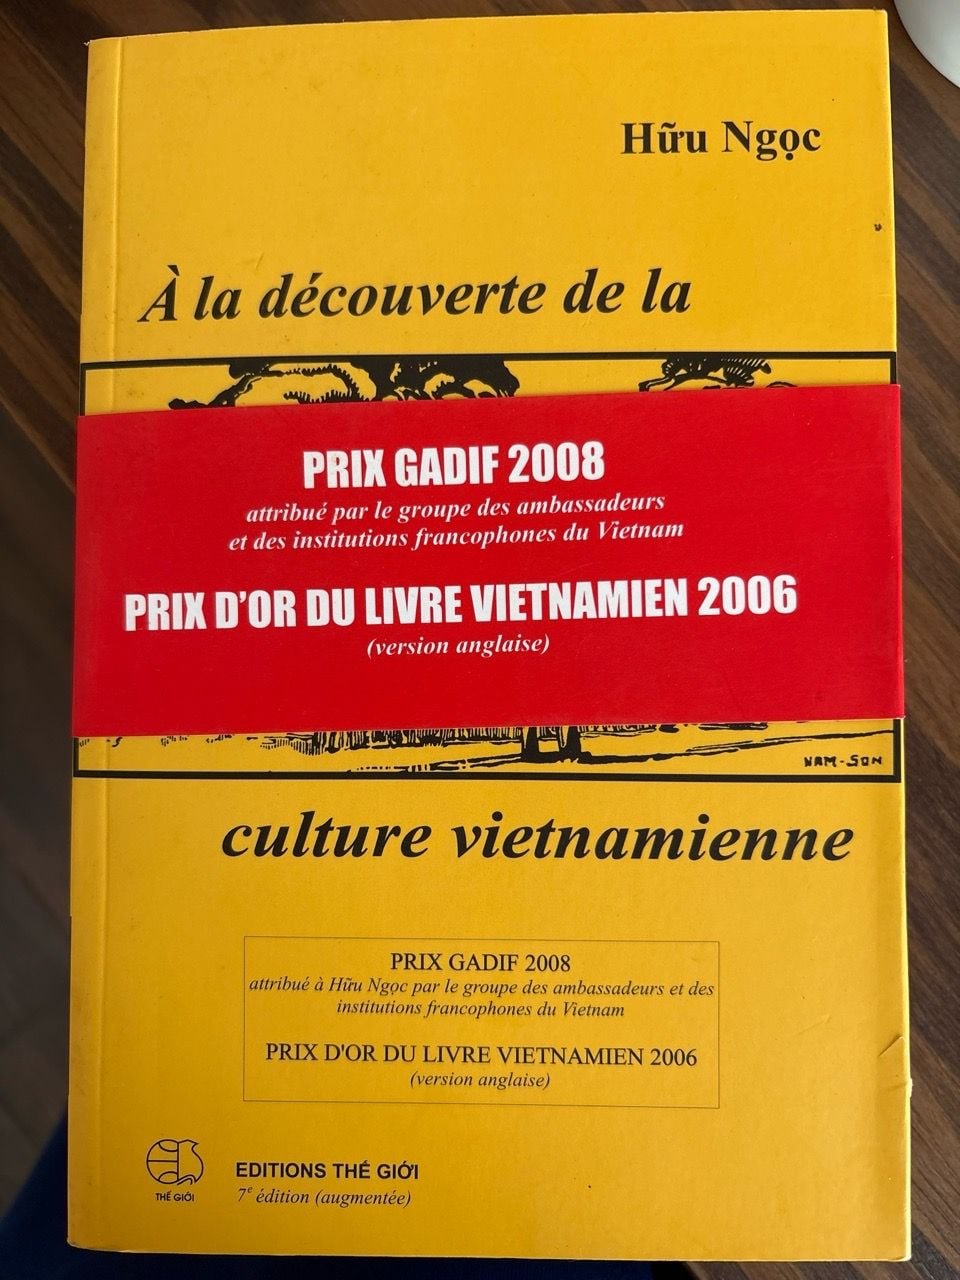 Hữu Ngọc
À la découverte de la
PRIX GADIF 2008
attribué par le groupe des ambassadeurs
et des institutions francophones du Vietnam
PRIX D'OR DU LIVRE VIETNAMIEN 2006
(version anglaise)
NAM-SON
culture vietnamienne
PRIX GADIF 2008
attribué à Hữu Ngọc par le groupe des ambassadeurs et des
institutions francophones du Vietnam
PRIX D'OR DU LIVRE VIETNAMIEN 2006
(version anglaise)
THẾ GIỚI
EDITIONS THẾ GIỚI
7e édition (augmentée)